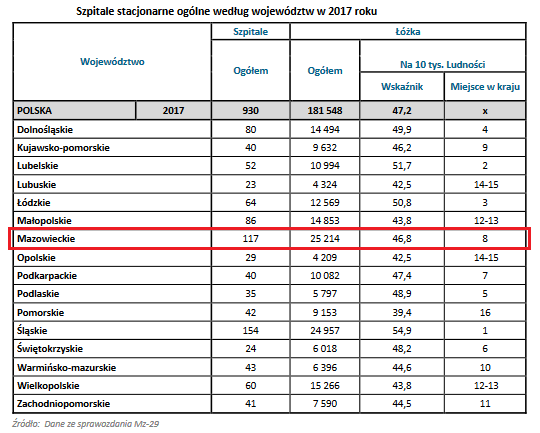 Szpitale stacjonarne ogólne według województw w 2017 roku
Województwo Szpitale Łóżka
Ogółem Ogółem Na 10 tys. Ludności
Wskaźnik Miejsce w kraju
POLSKA 2017 930 181 548 47,2 x
Dolnośląskie 80 14 494 49,9 4
Kujawsko-pomorskie 40 9 632 46,2 9
Lubelskie 52 10 994 51,7 2
Lubuskie 23 4 324 42,5 14-15
Łódzkie 64 12 569 50,8 3
Małopolskie 86 14 853 43,8 12-13
Mazowieckie 117 25 214 46,8 8
Opolskie 29 4 209 42,5 14-15
Podkarpackie 40 10 082 47,4 7
Podlaskie 35 5 797 48,9 5
Pomorskie 42 9 153 39,4 16
Śląskie 154 24 957 54,9 1
Świętokrzyskie 24 6 018 48,2 6
Warmińsko-mazurskie 43 6 396 44,6 10
Wielkopolskie 60 15 266 43,8 12-13
Zachodniopomorskie 41 7 590 44,5 11
Źródło: Dane ze sprawozdania Mz-29